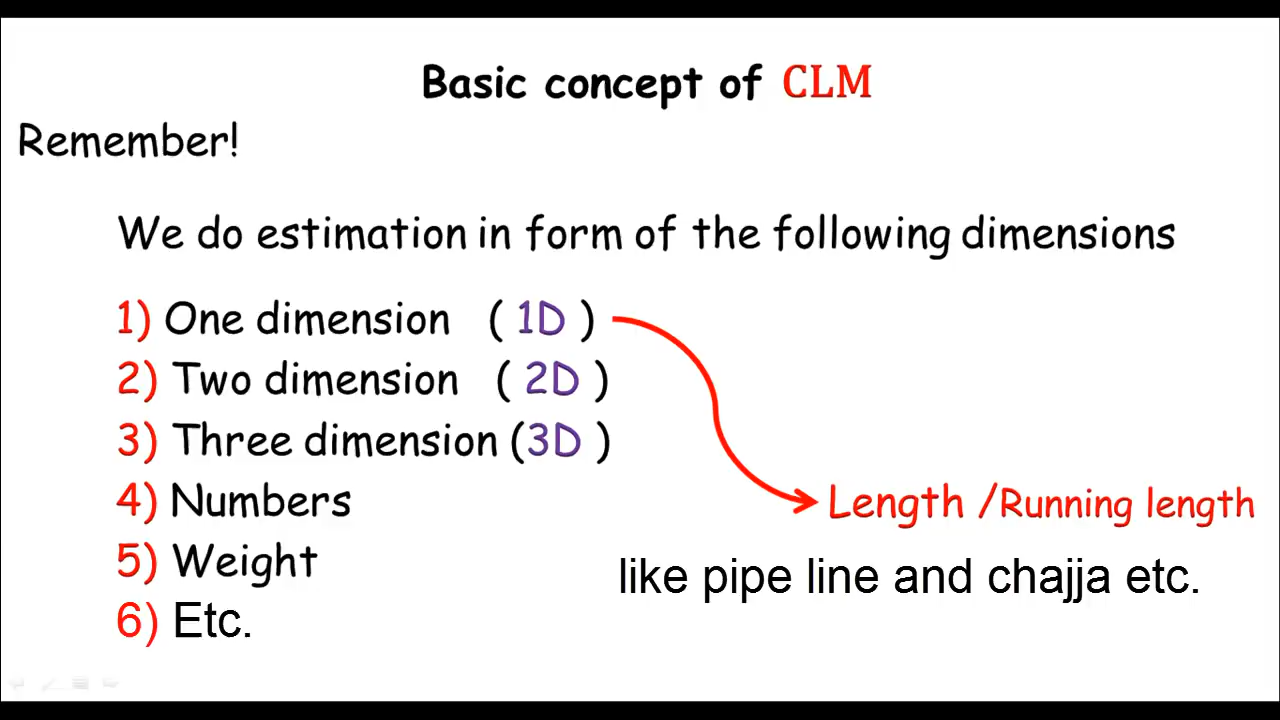 Basic concept of CLM
Remember!
We do estimation in form of the following dimensions
1) One dimension ( 1D )
2) Two dimension ( 2D )
3) Three dimension (3D )
4) Numbers
Length /Running length
5) Weight
like pipe line and chajja etc.
6) Etc.